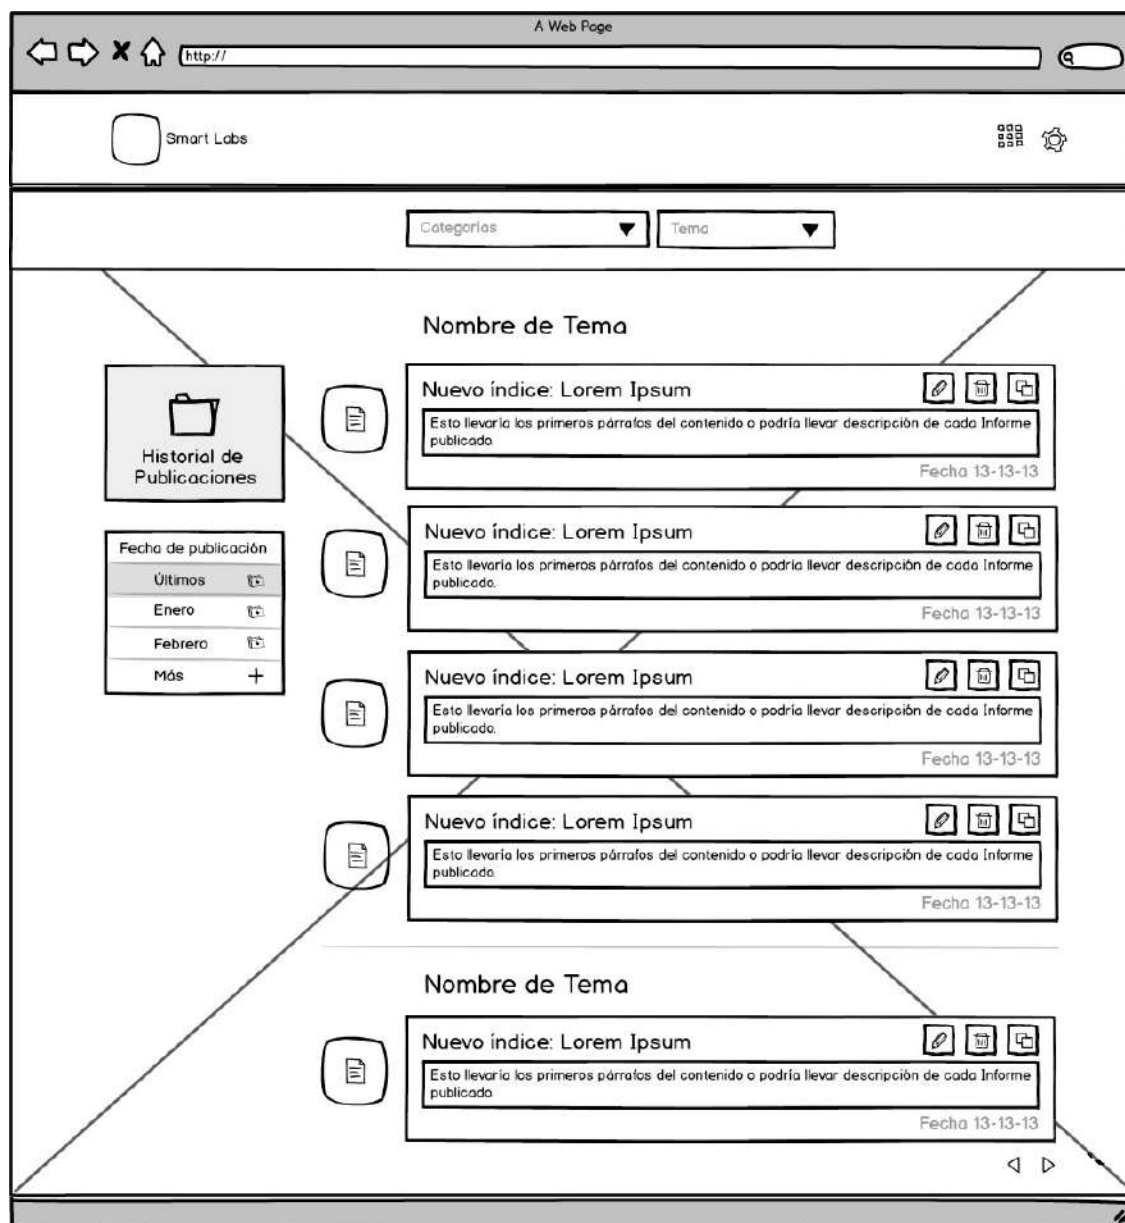 A Web Page
http://
Smart Labs
Categorías
Tema
Nombre de Tema
Historial de
Publicaciones
Fecha de publicación
Últimos
Enero
Febrero
Más
Nuevo índice: Lorem Ipsum
Esto llevaría los primeros párrafos del contenido o podría llevar descripción de cada Informe
publicado.
Fecha 13-13-13
Nuevo índice: Lorem Ipsum
Esto llevaría los primeros párrafos del contenido o podría llevar descripción de cada Informe
publicado.
Fecha 13-13-13
Nuevo índice: Lorem Ipsum
Esto llevaría los primeros párrafos del contenido o podría llevar descripción de cada Informe
publicado.
Fecha 13-13-13
Nuevo índice: Lorem Ipsum
Esto llevaría los primeros párrafos del contenido o podría llevar descripción de cada Informe
publicado.
Fecha 13-13-13
Nombre de Tema
Nuevo índice: Lorem Ipsum
Esto llevaría los primeros párrafos del contenido o podría llevar descripción de cada Informe
publicado.
Fecha 13-13-13